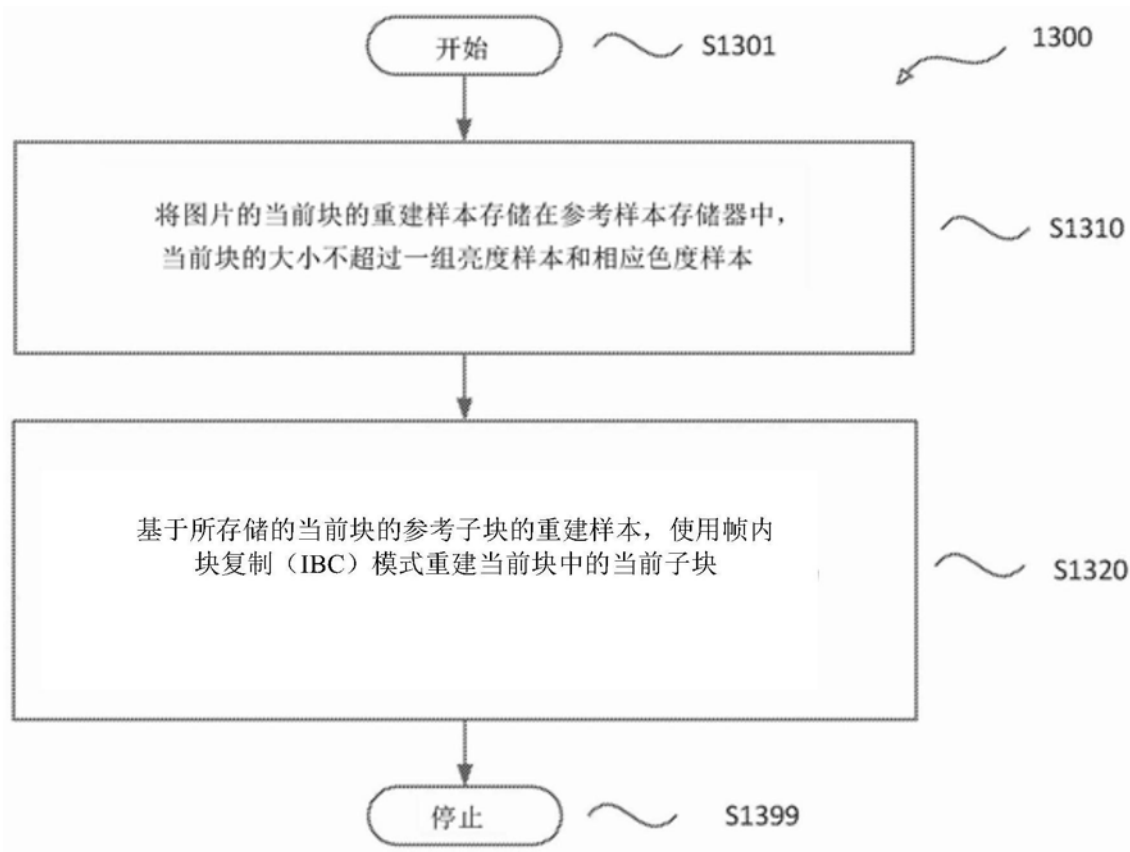 开始
S1301
1300
将图片的当前块的重建样本存储在参考样本存储器中，
当前块的大小不超过一组亮度样本和相应色度样本
S1310
基于所存储的当前块的参考子块的重建样本，使用帧内
块复制（IBC）模式重建当前块中的当前子块
S1320
停止
S1399